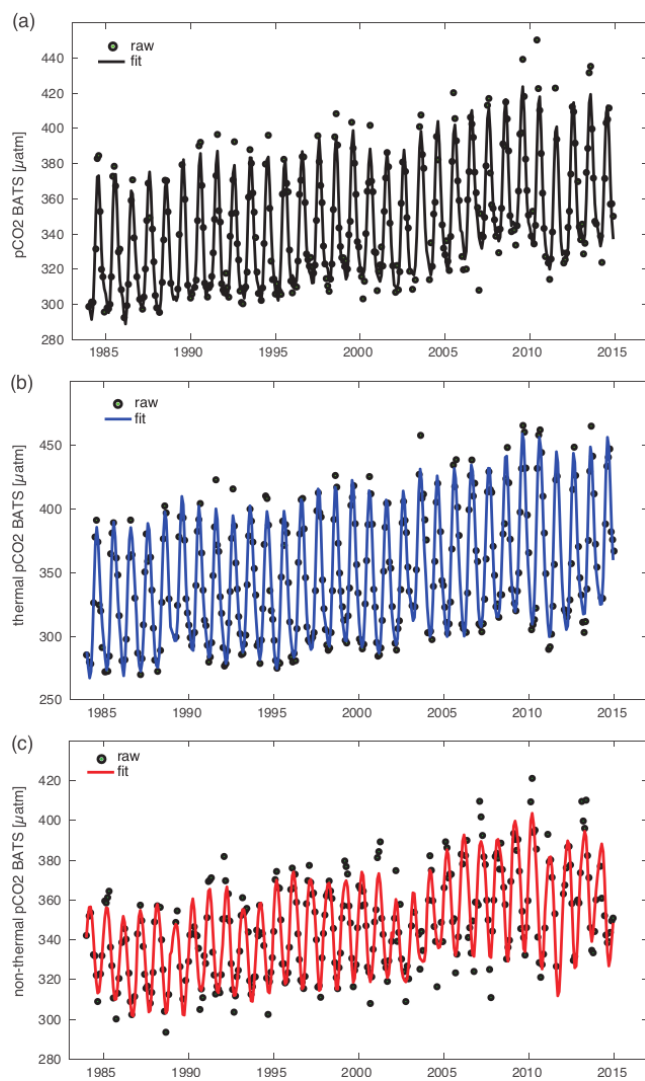 (a)
raw
fit
pCO2 BATS [µatm]
440
420
400
380
360
340
320
300
280
1985 1990 1995 2000 2005 2010 2015
(b)
raw
fit
thermal pCO2 BATS [µatm]
450
400
350
300
250
1985 1990 1995 2000 2005 2010 2015
(c)
raw
fit
non-thermal pCO2 BATS [µatm]
420
400
380
360
340
320
300
280
1985 1990 1995 2000 2005 2010 2015